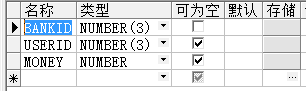 名称 类型 可为空 默认 存储
BANKID NUMBER(3)
USERID NUMBER(3)
MONEY NUMBER
* ...